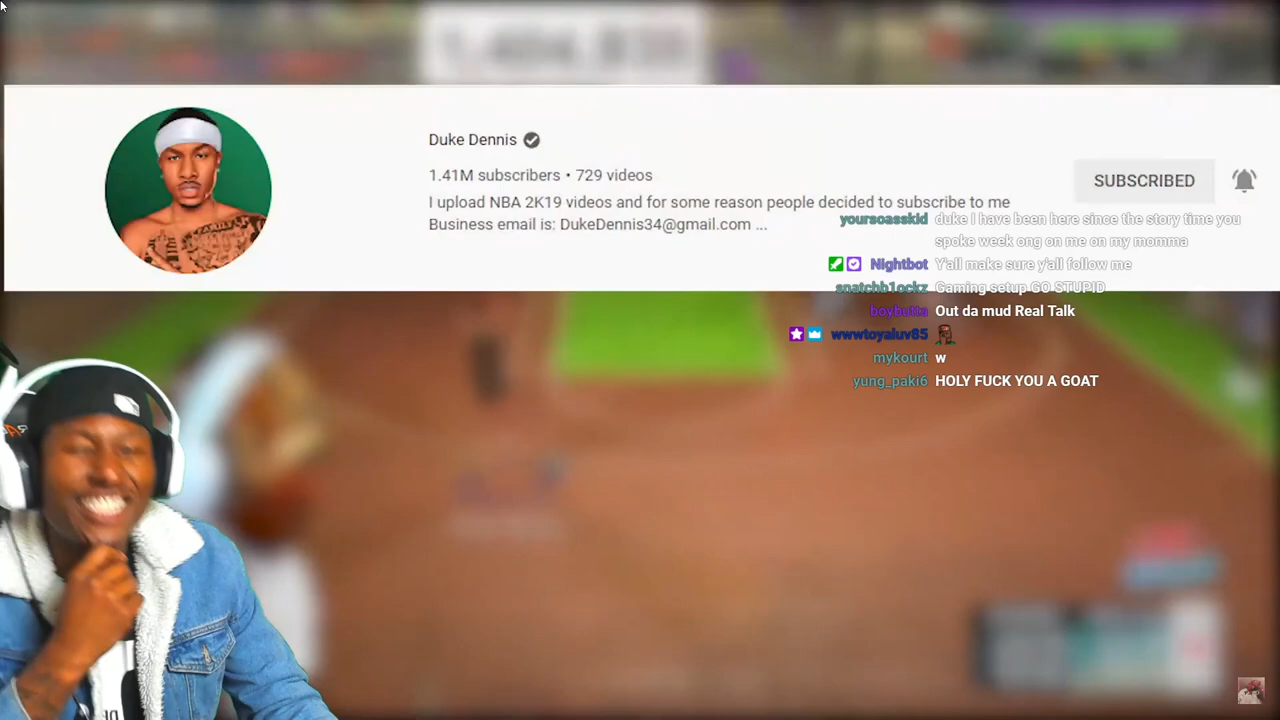 Duke Dennis
1.41M subscribers • 729 videos
SUBSCRIBED
I upload NBA 2K19 videos and for some reason people decided to subscribe to me
Business email is: DukeDennis34@gmail.com ...
yoursoasskid duke I have been here since the story time you
spoke week ong on me on my momma
Nightbot Y'all make sure y'all follow me
snatchb1ockz Gaming setup GO STUPID
boybutta Out da mud Real Talk
wwwtoyaluv85
mykourt w
yung_paki6 HOLY FUCK YOU A GOAT